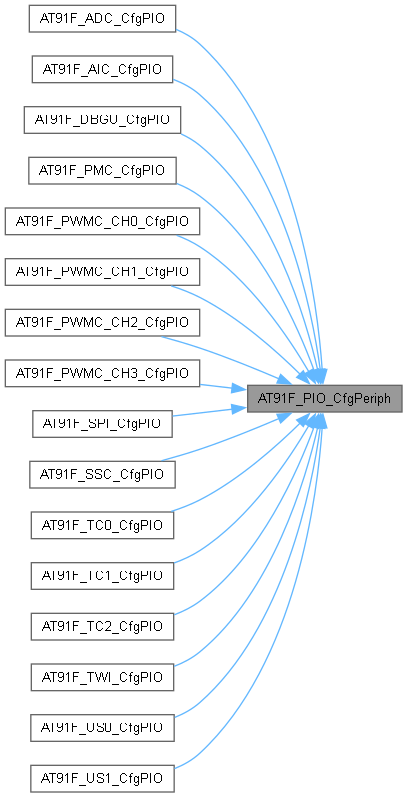 AT91F_ADC_CfgPIO
AT91F_AIC_CfgPIO
AT91F_DBGU_CfgPIO
AT91F_PMC_CfgPIO
AT91F_PWMC_CH0_CfgPIO
AT91F_PWMC_CH1_CfgPIO
AT91F_PWMC_CH2_CfgPIO
AT91F_PWMC_CH3_CfgPIO
AT91F_PIO_CfgPeriph
AT91F_SPI_CfgPIO
AT91F_SSC_CfgPIO
AT91F_TC0_CfgPIO
AT91F_TC1_CfgPIO
AT91F_TC2_CfgPIO
AT91F_TWI_CfgPIO
AT91F_US0_CfgPIO
AT91F_US1_CfgPIO